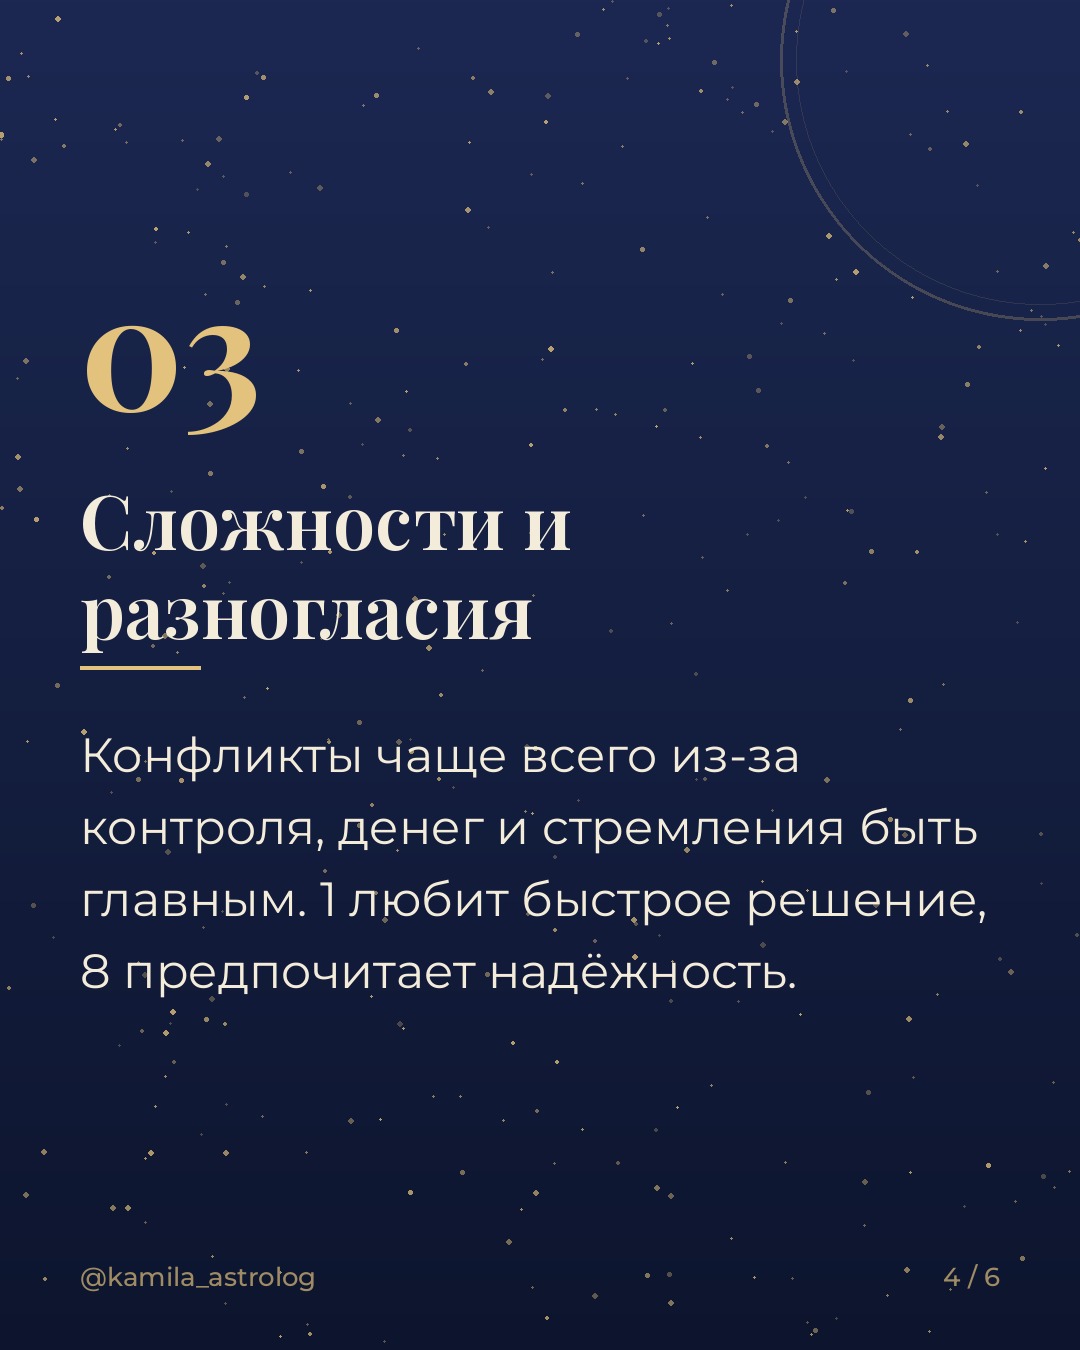 03
Сложности и
разногласия
Конфликты чаще всего из-за
контроля, денег и стремления быть
главным. 1 любит быстрое решение,
8 предпочитает надёжность.
@kamila_astrolog
4 / 6